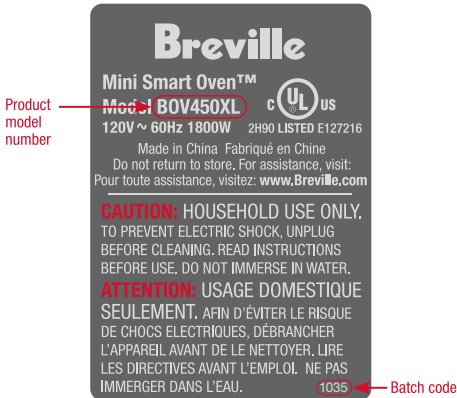 Breville
Mini Smart Oven™
Model BOV450XL
120V ~ 60Hz 1800W
C UL US
2H90 LISTED E127216
Made in China Fabriqué en Chine
Do not return to store. For assistance, visit:
Pour toute assistance, visitez: www.Breville.com
CAUTION: HOUSEHOLD USE ONLY.
TO PREVENT ELECTRIC SHOCK, UNPLUG
BEFORE CLEANING. READ INSTRUCTIONS
BEFORE USE. DO NOT IMMERSE IN WATER.
ATTENTION: USAGE DOMESTIQUE
SEULEMENT. AFIN D'ÉVITER LE RISQUE
DE CHOCS ELECTRIQUES, DÉBRANCHER
L'APPAREIL AVANT DE LE NETTOYER. LIRE
LES DIRECTIVES AVANT L'EMPLOI. NE PAS
IMMERGER DANS L'EAU.
1035
Product
model
number
Batch code